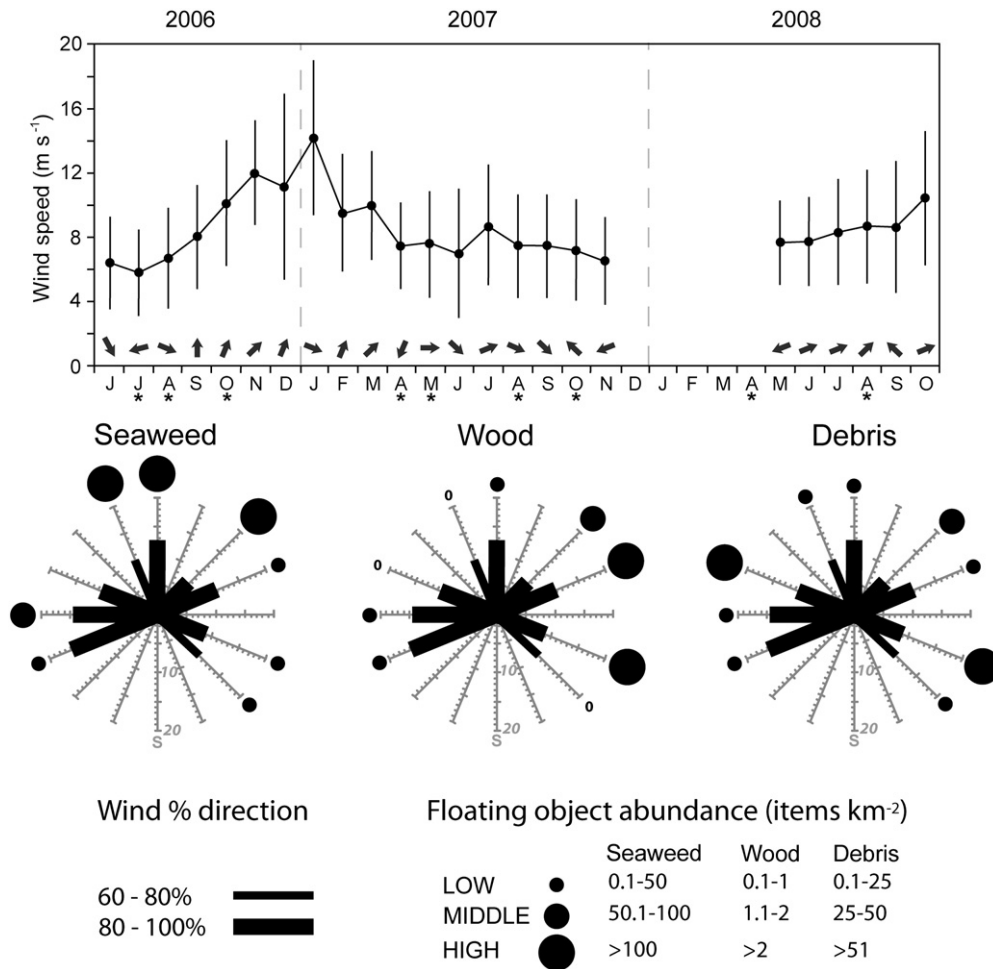 2006 2007 2008
20
16
12
8
4
0
Wind speed (m s⁻¹)
J J A S O N D J F M A M J J A S O N D J F M A M J J A S O
* * * * * * * * *
Seaweed Wood Debris
0
0
0
10
20
S
10
20
S
10
20
S
Wind % direction Floating object abundance (items km⁻²)
Seaweed Wood Debris
60 - 80% LOW 0.1-50 0.1-1 0.1-25
80 - 100% MIDDLE 50.1-100 1.1-2 25-50
HIGH >100 >2 >51